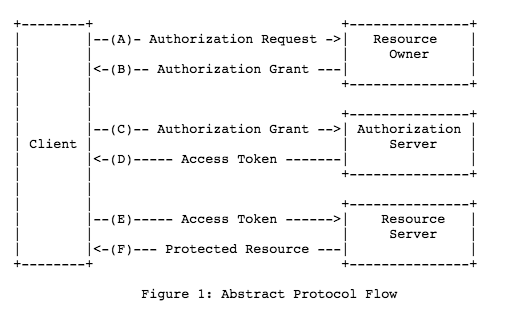 --(A)- Authorization Request ->
Resource
Owner
<-(B)-- Authorization Grant ---
--(C)-- Authorization Grant -->
Authorization
Server
Client
<-(D)----- Access Token -------
--(E)----- Access Token ------>
Resource
Server
<-(F)--- Protected Resource ---
Figure 1: Abstract Protocol Flow